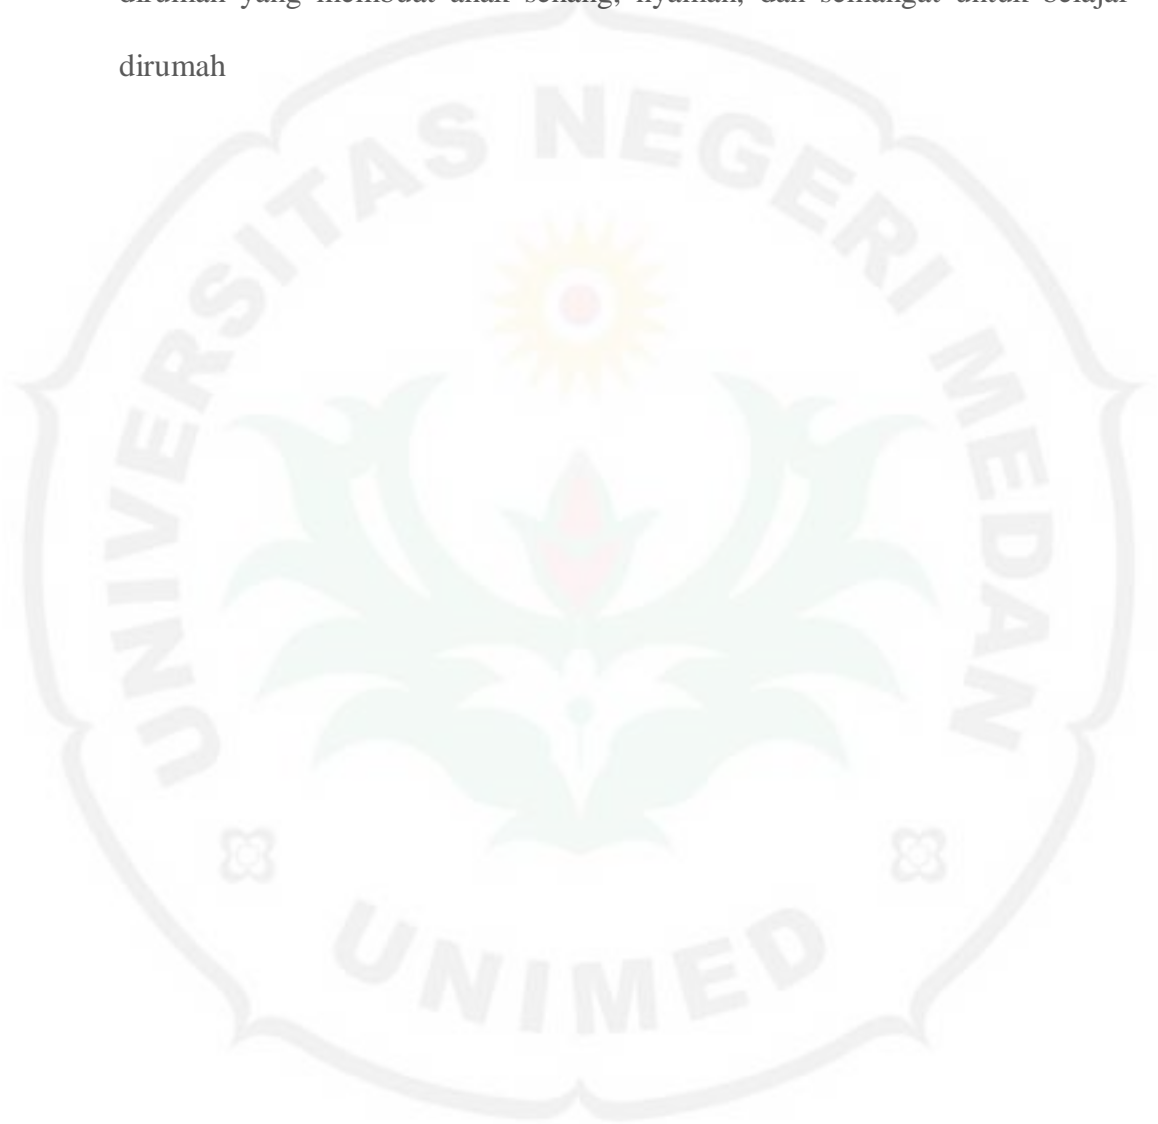 dirumah yang membuat anak senang, nyaman, dan semangat untuk belajar
dirumah
UNIVERSITAS NEGERI MEDAN
UNIMED